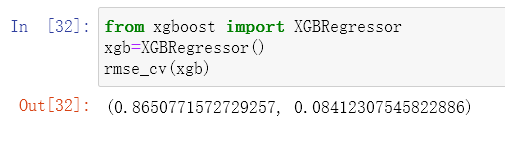 In [32]: from xgboost import XGBRegressor
xgb=XGBRegressor()
rmse_cv(xgb)
Out[32]: (0.8650771572729257, 0.08412307545822886)